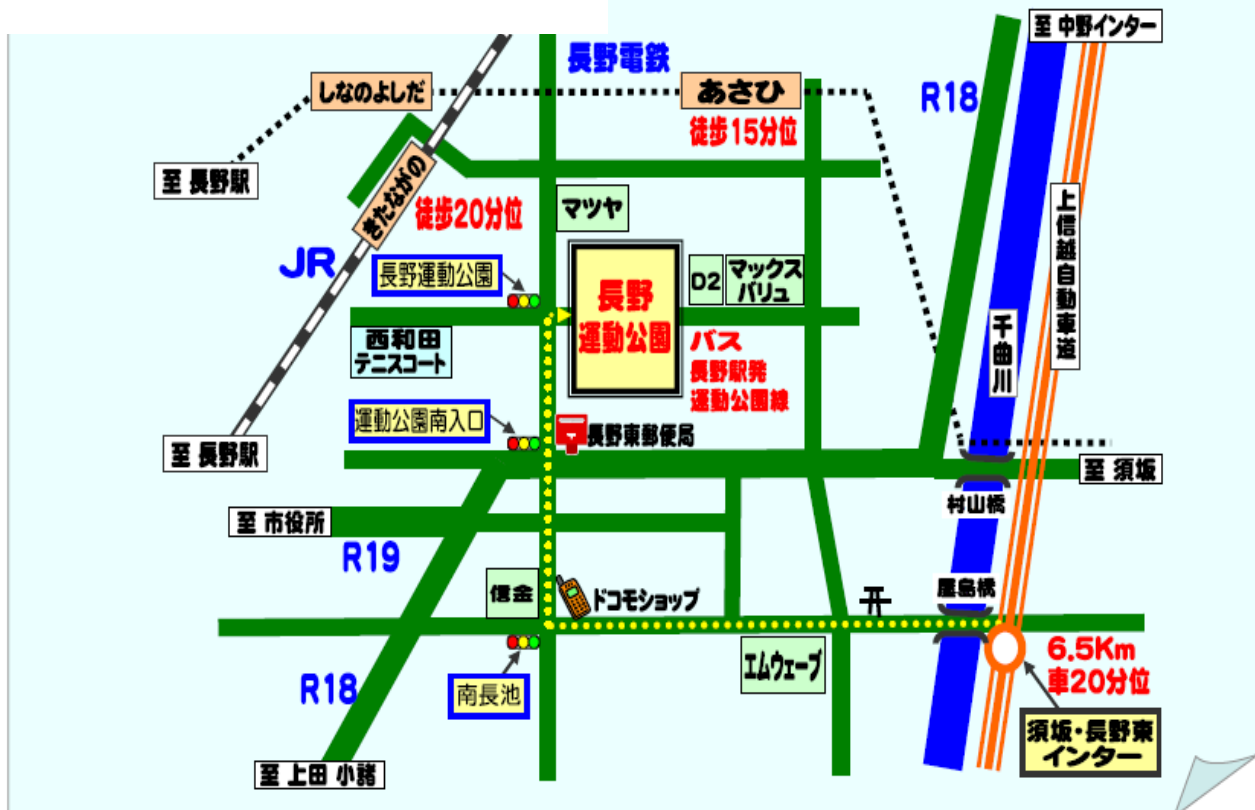 至 中野インター
長野電鉄
しなのよしだ
あさひ
R18
徒歩15分位
至 長野駅
きたながの
マツヤ
徒歩20分位
上信越自動車道
JR
長野運動公園
長野
運動公園
D2
マックス
バリュ
西和田
テニスコート
バス
長野駅発
運動公園線
千曲川
運動公園南入口
長野東郵便局
至 長野駅
至 須坂
村山橋
至 市役所
R19
信金
ドコモショップ
屋島橋
エムウェーブ
6.5Km
車20分位
R18
南長池
須坂・長野東
インター
至 上田 小諸